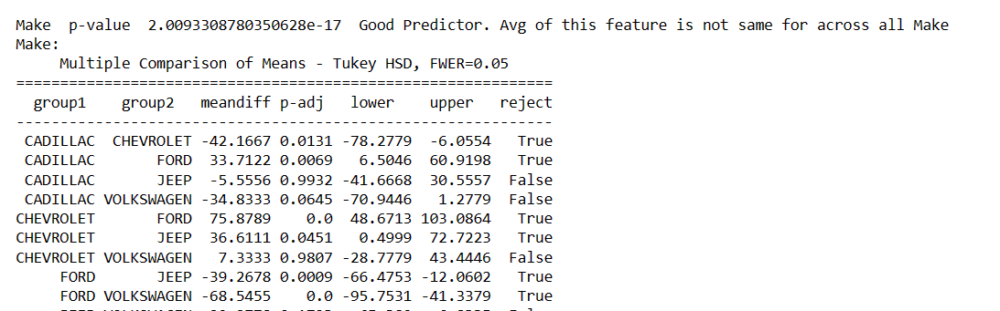 Make  p-value  2.0093308780350628e-17  Good Predictor. Avg of this feature is not same for across all Make
Make:
     Multiple Comparison of Means - Tukey HSD, FWER=0.05
=============================================================
  group1    group2   meandiff p-adj   lower    upper   reject
-------------------------------------------------------------
 CADILLAC  CHEVROLET -42.1667 0.0131 -78.2779  -6.0554   True
 CADILLAC       FORD  33.7122 0.0069   6.5046  60.9198   True
 CADILLAC       JEEP  -5.5556 0.9932 -41.6668  30.5557  False
 CADILLAC VOLKSWAGEN -34.8333 0.0645 -70.9446   1.2779  False
CHEVROLET       FORD  75.8789    0.0  48.6713 103.0864   True
CHEVROLET       JEEP  36.6111 0.0451   0.4999  72.7223   True
CHEVROLET VOLKSWAGEN   7.3333 0.9807 -28.7779  43.4446  False
     FORD       JEEP -39.2678 0.0009 -66.4753 -12.0602   True
     FORD VOLKSWAGEN -68.5455    0.0 -95.7531 -41.3379   True